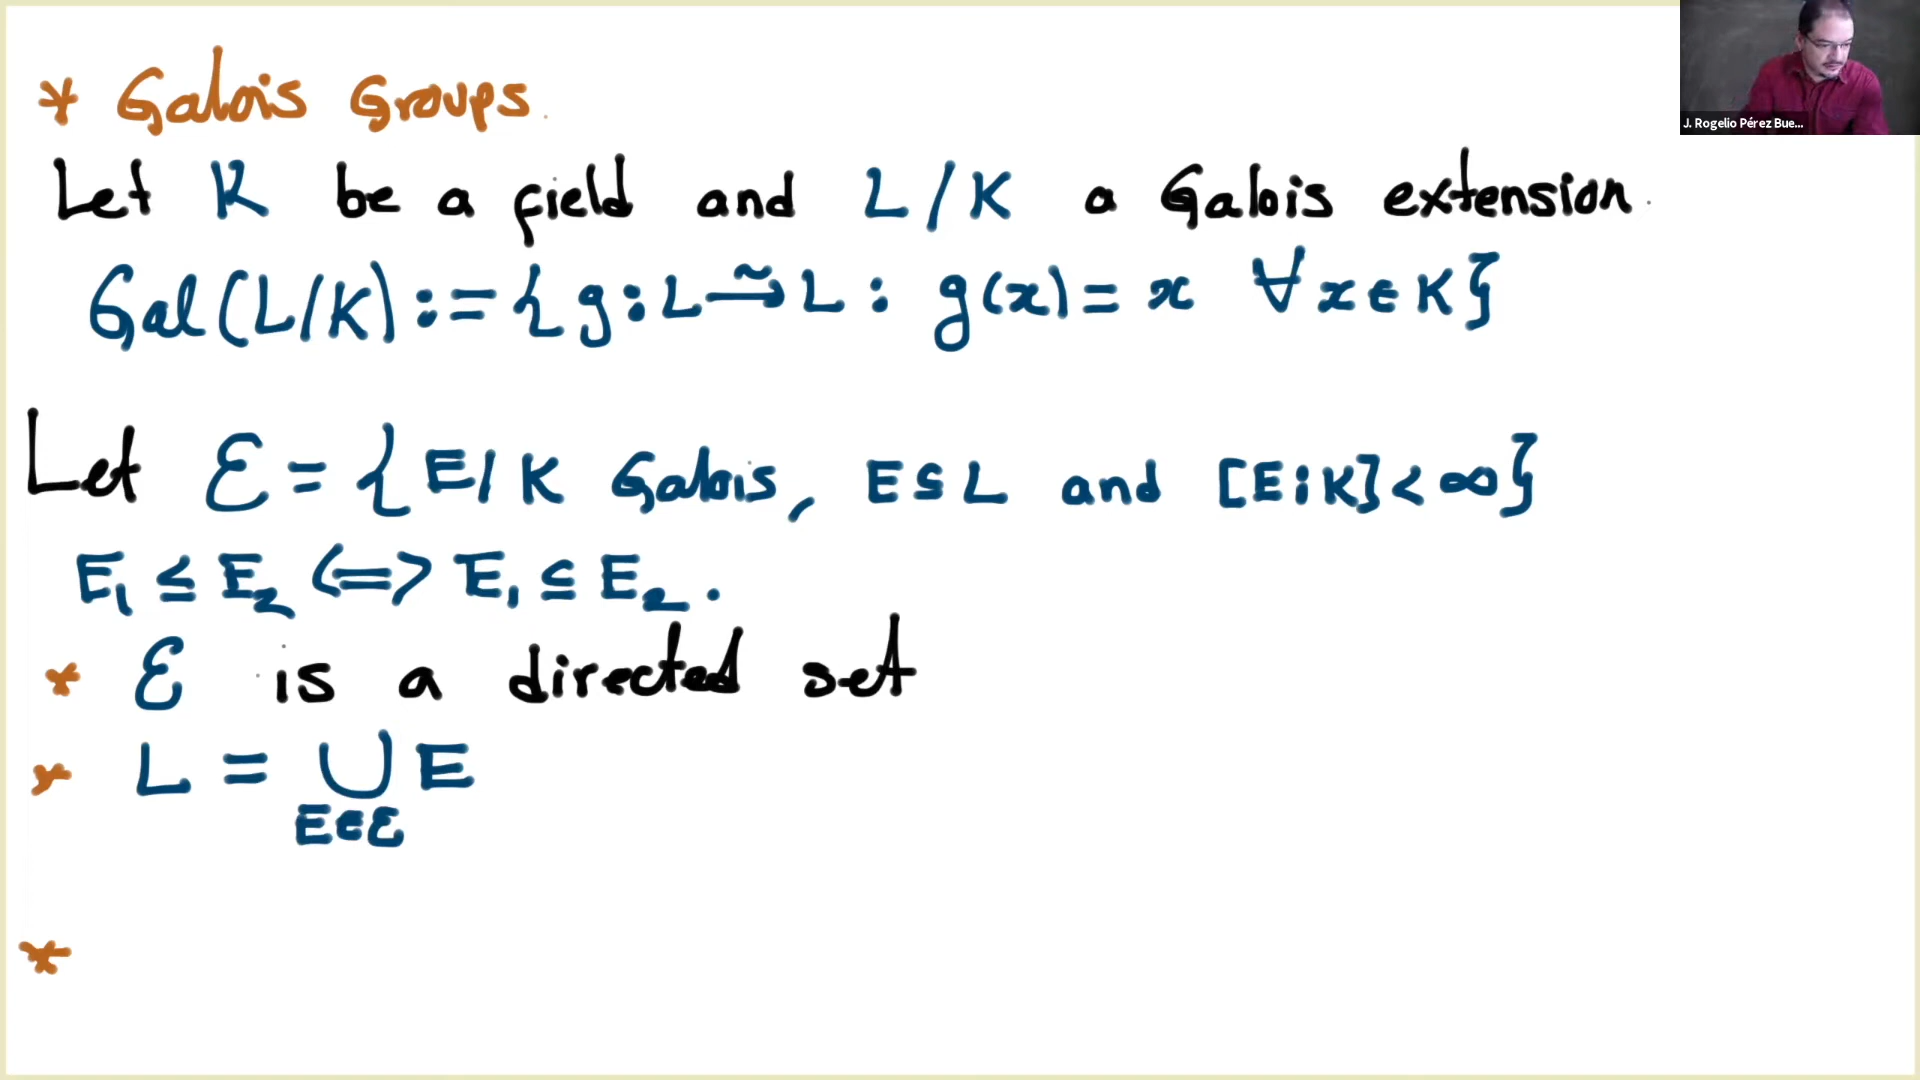 * Galois Groups.
J. Rogelio Pérez Bue...
Let K be a field and L/K a Galois extension.
Gal(L/K) := { g : L ⥲ L : g(x) = x ∀ x ∈ K }
Let ℰ = { E/K Galois, E ⊆ L and [E:K] < ∞ }
E₁ ≤ E₂ <=> E₁ ⊆ E₂.
* ℰ is a directed set
* L = ∪ E
E∈ℰ
*